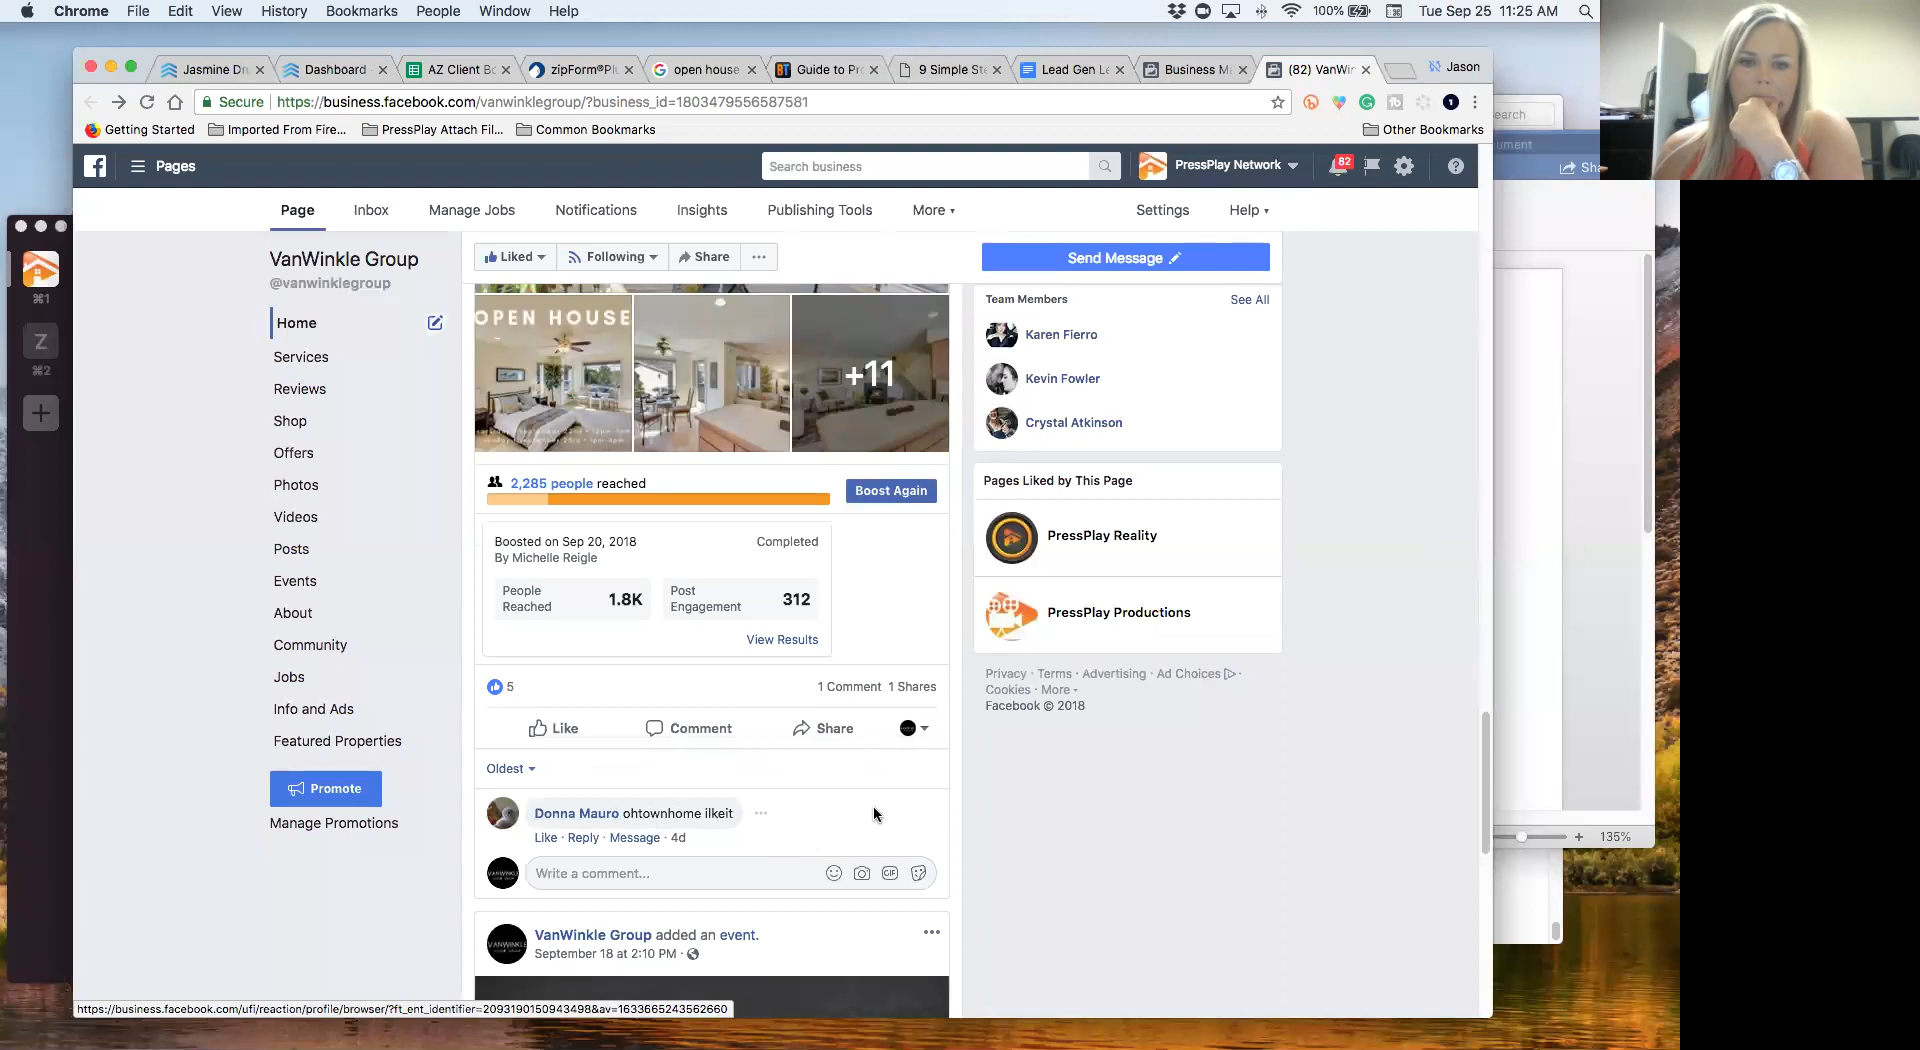 Chrome File Edit View History Bookmarks People Window Help
100% Tue Sep 25 11:25 AM
Jasmine Dr
Dashboard -
AZ Client Bo
zipForm®Plu
open house
Guide to Pr
9 Simple Ste
Lead Gen Le
Business M
(82) VanWin
Jason
Secure https://business.facebook.com/vanwinklegroup/?business_id=1803479556587581
earch
Getting Started Imported From Fire... PressPlay Attach Fil... Common Bookmarks Other Bookmarks
ument
Sha
Pages
Search business
PressPlay Network
82
Page Inbox Manage Jobs Notifications Insights Publishing Tools More Settings Help
VanWinkle Group
@vanwinklegroup
Home
Services
Reviews
Shop
Offers
Photos
Videos
Posts
Events
About
Community
Jobs
Info and Ads
Featured Properties
Promote
Manage Promotions
⌘1
Z
⌘2
Liked Following Share ...
Send Message
OPEN HOUSE
+11
2,285 people reached
Boost Again
Boosted on Sep 20, 2018 Completed
By Michelle Reigle
People Reached 1.8K
Post Engagement 312
View Results
5
1 Comment 1 Shares
Like Comment Share
Oldest
Donna Mauro ohtownhome ilkeit
Like · Reply · Message · 4d
Write a comment...
GIF
VanWinkle Group added an event.
September 18 at 2:10 PM ·
Team Members See All
Karen Fierro
Kevin Fowler
Crystal Atkinson
Pages Liked by This Page
PressPlay Reality
PressPlay Productions
Privacy · Terms · Advertising · Ad Choices ·
Cookies · More
Facebook © 2018
135%
https://business.facebook.com/ufi/reaction/profile/browser/?ft_ent_identifier=2093190150943498&av=1633665243562660